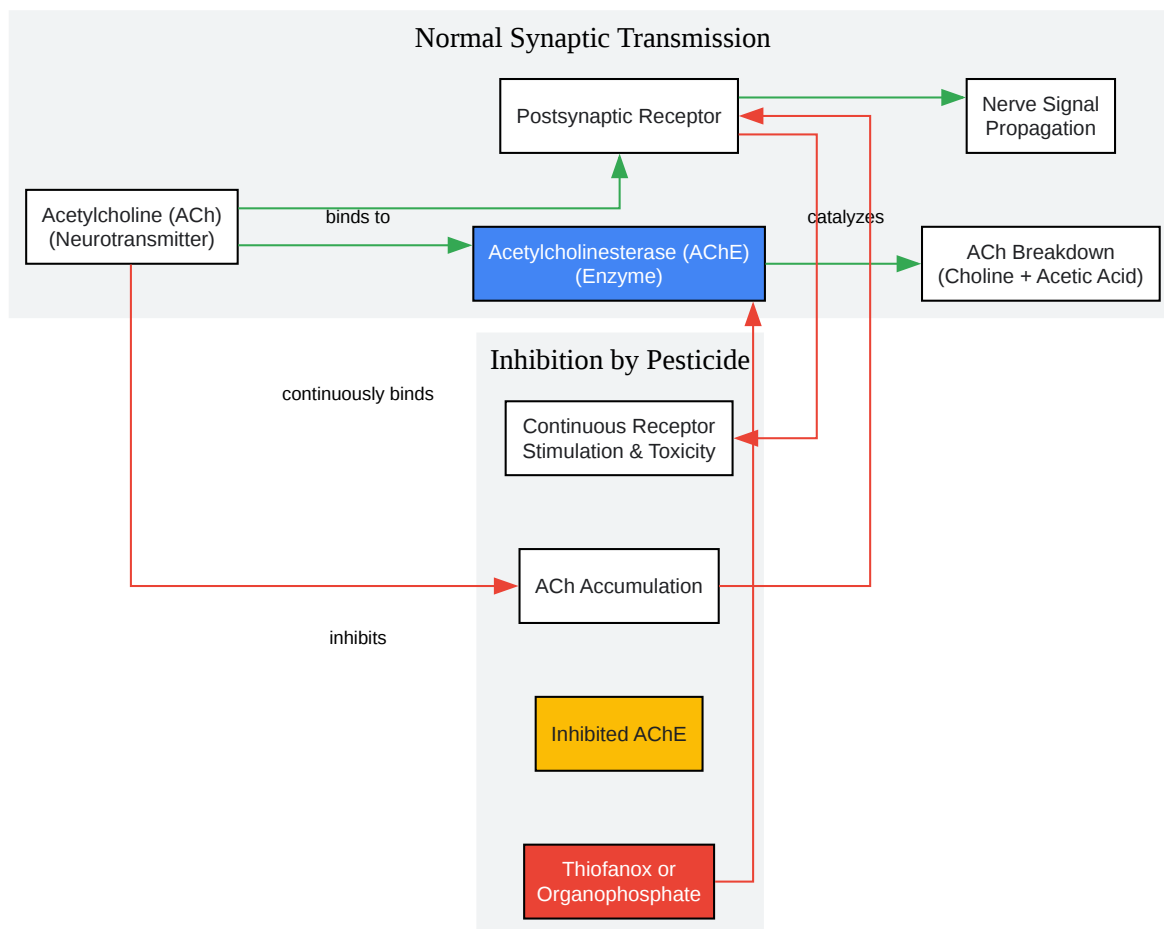 Normal Synaptic Transmission
Postsynaptic Receptor
Nerve Signal
Propagation
Acetylcholine (ACh)
(Neurotransmitter)
binds to
catalyzes
Acetylcholinesterase (AChE)
(Enzyme)
ACh Breakdown
(Choline + Acetic Acid)
Inhibition by Pesticide
continuously binds
Continuous Receptor
Stimulation & Toxicity
ACh Accumulation
inhibits
Inhibited AChE
Thiofanox or
Organophosphate